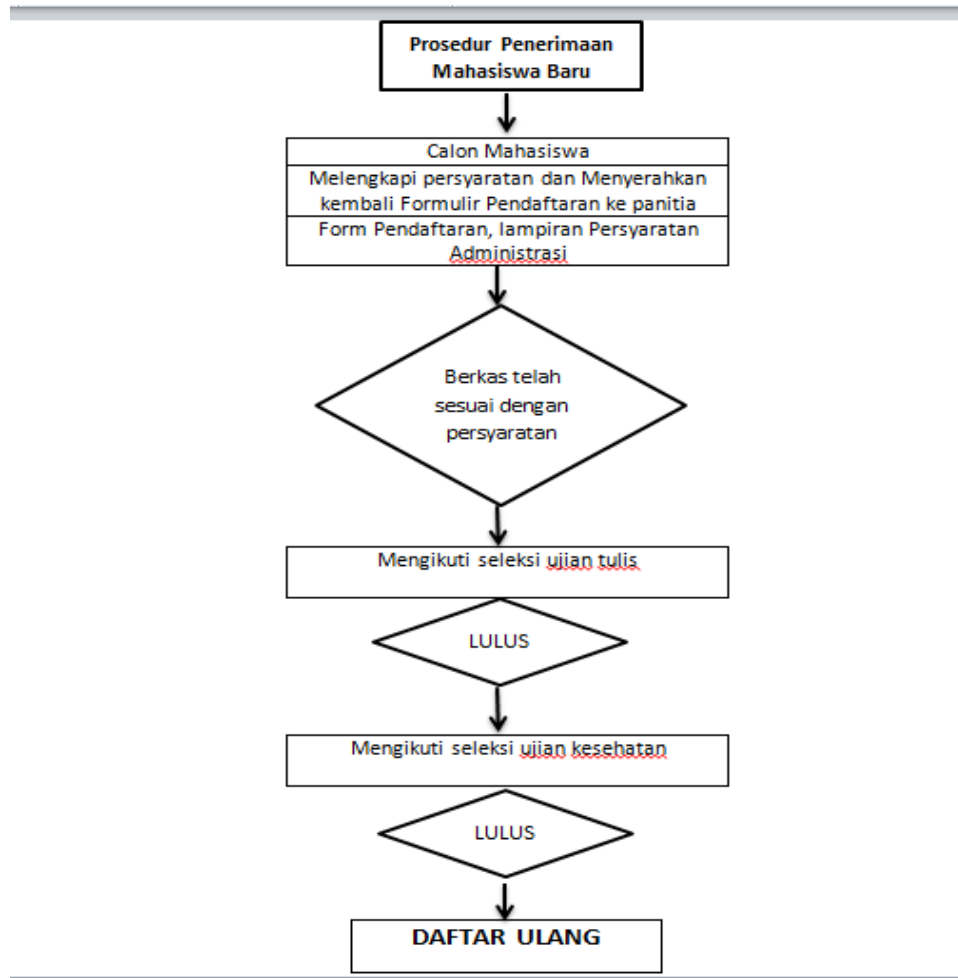 Prosedur Penerimaan
Mahasiswa Baru
Calon Mahasiswa
Melengkapi persyaratan dan Menyerahkan
kembali Formulir Pendaftaran ke panitia
Form Pendaftaran, lampiran Persyaratan
Administrasi
Berkas telah
sesuai dengan
persyaratan
Mengikuti seleksi ujian tulis
LULUS
Mengikuti seleksi ujian kesehatan
LULUS
DAFTAR ULANG